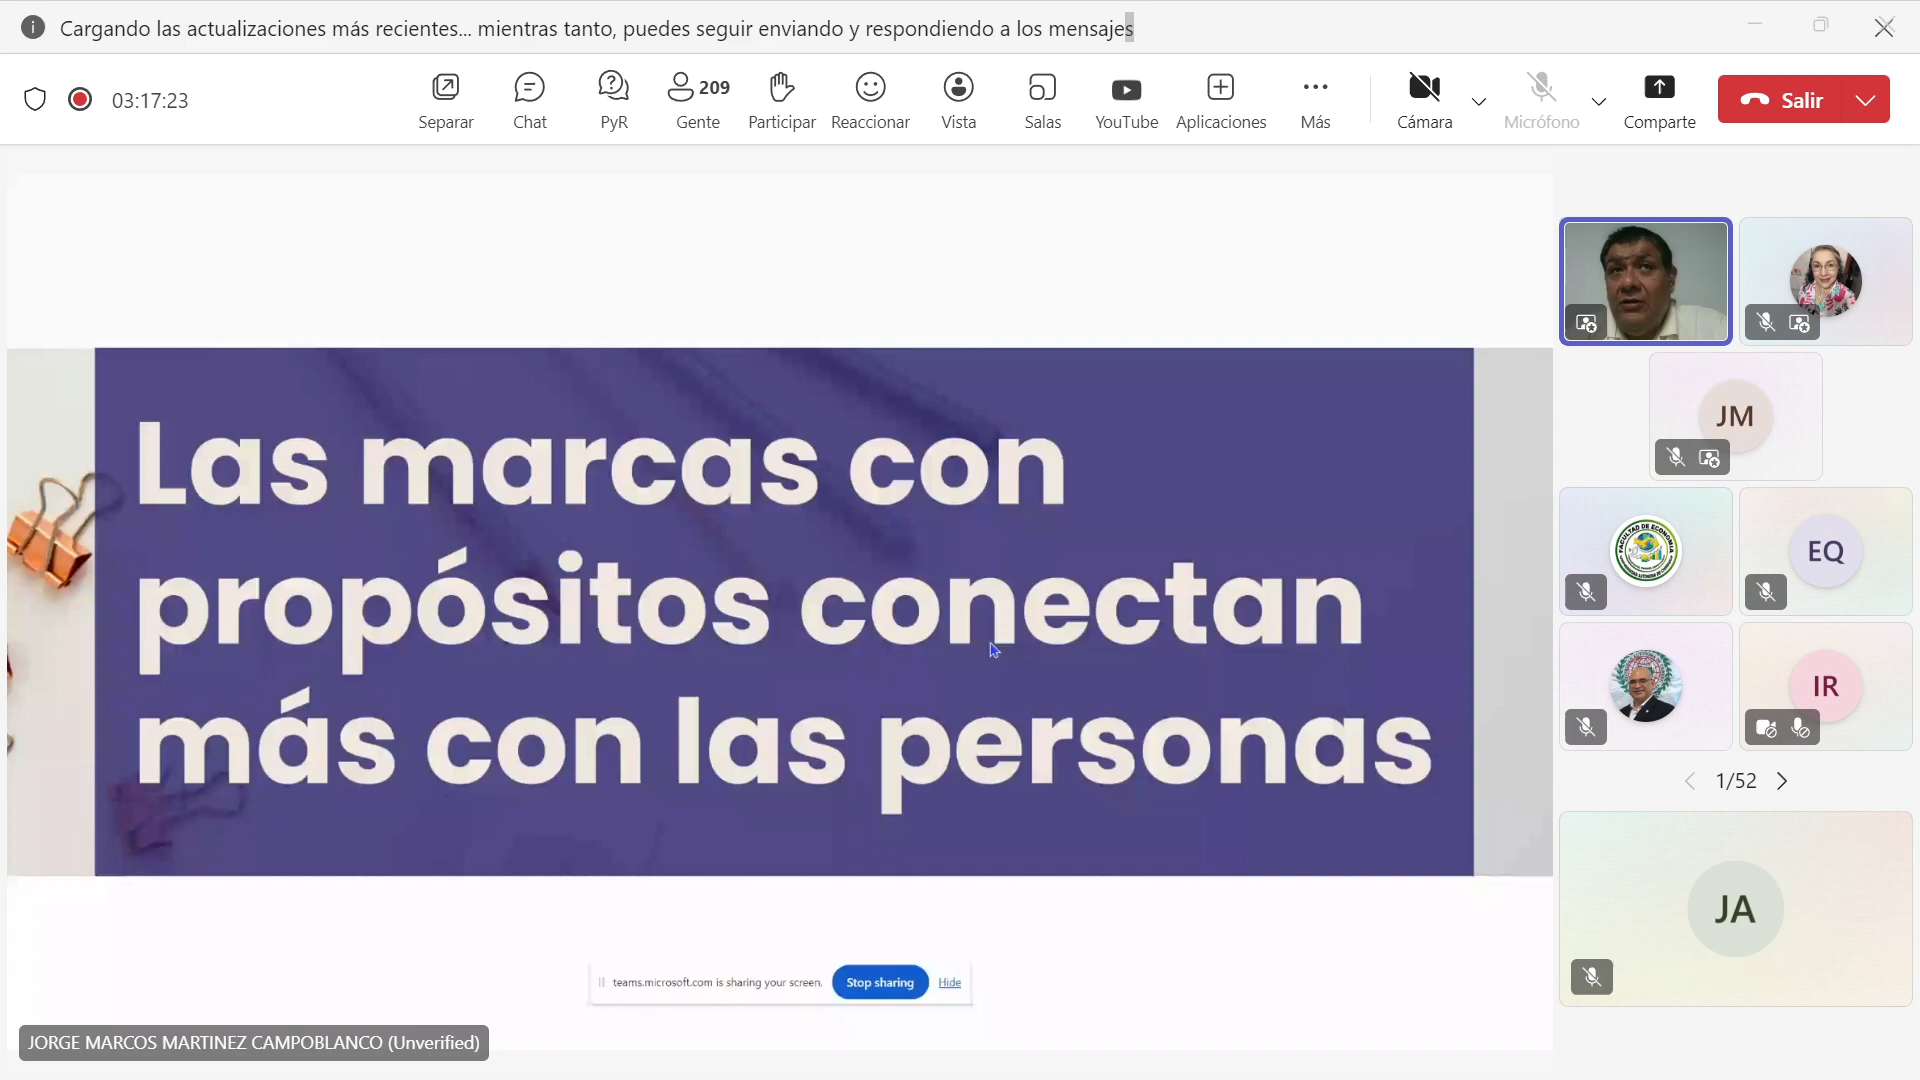 Cargando las actualizaciones más recientes... mientras tanto, puedes seguir enviando y respondiendo a los mensajes
03:17:23
Separar
Chat
PyR
209
Gente
Participar
Reaccionar
Vista
Salas
YouTube
Aplicaciones
Más
Cámara
Micrófono
Comparte
Salir
Las marcas con
propósitos conectan
más con las personas
JM
FACULTAD DE ECONOMIA
EQ
IR
1/52
JA
teams.microsoft.com is sharing your screen.
Stop sharing
Hide
JORGE MARCOS MARTINEZ CAMPOBLANCO (Unverified)